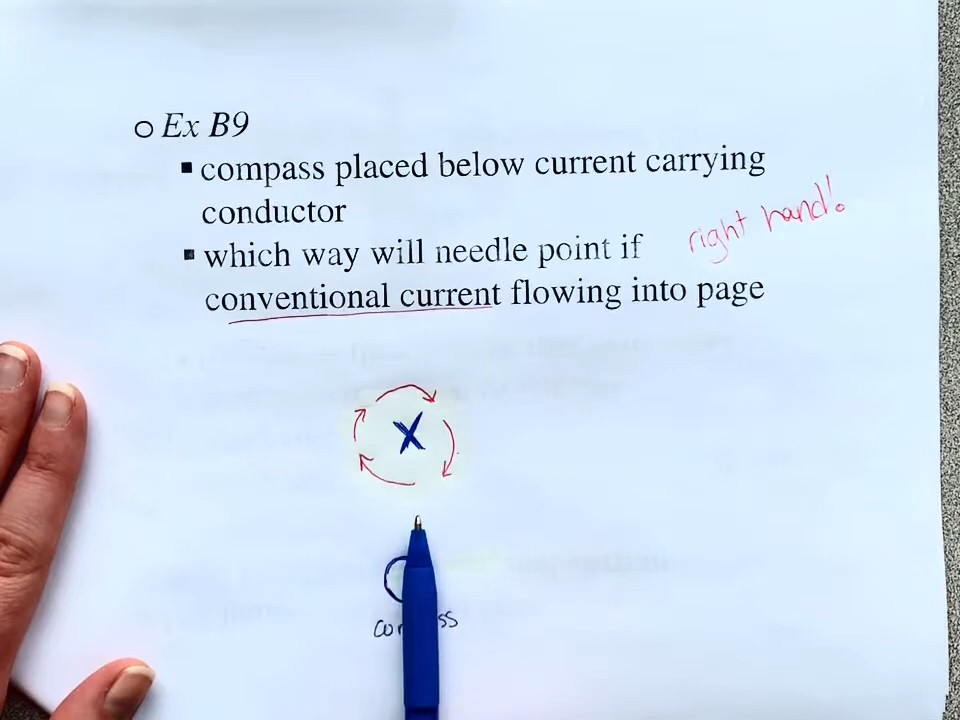 Ex B9
compass placed below current carrying
conductor
which way will needle point if
right hand!
conventional current flowing into page
X